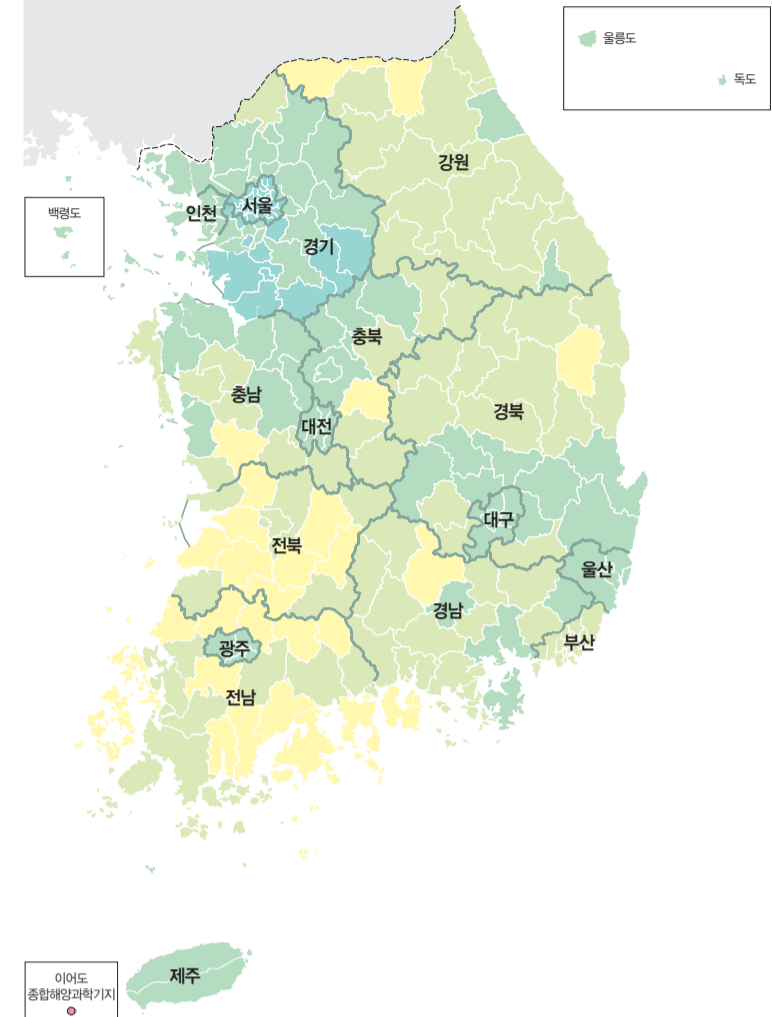 울릉도
독도
강원
백령도
인천
서울
경기
충북
충남
대전
경북
대구
전북
울산
경남
부산
광주
전남
제주
이어도
종합해양과학기지